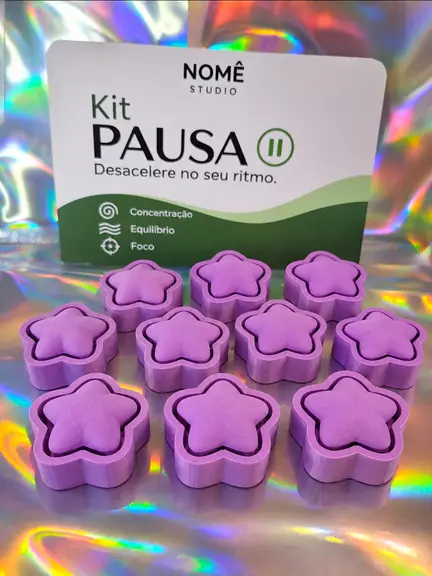 NOMÊ
STUDIO
Kit
PAUSA
Desacelere no seu ritmo.
Concentração
Equilíbrio
Foco